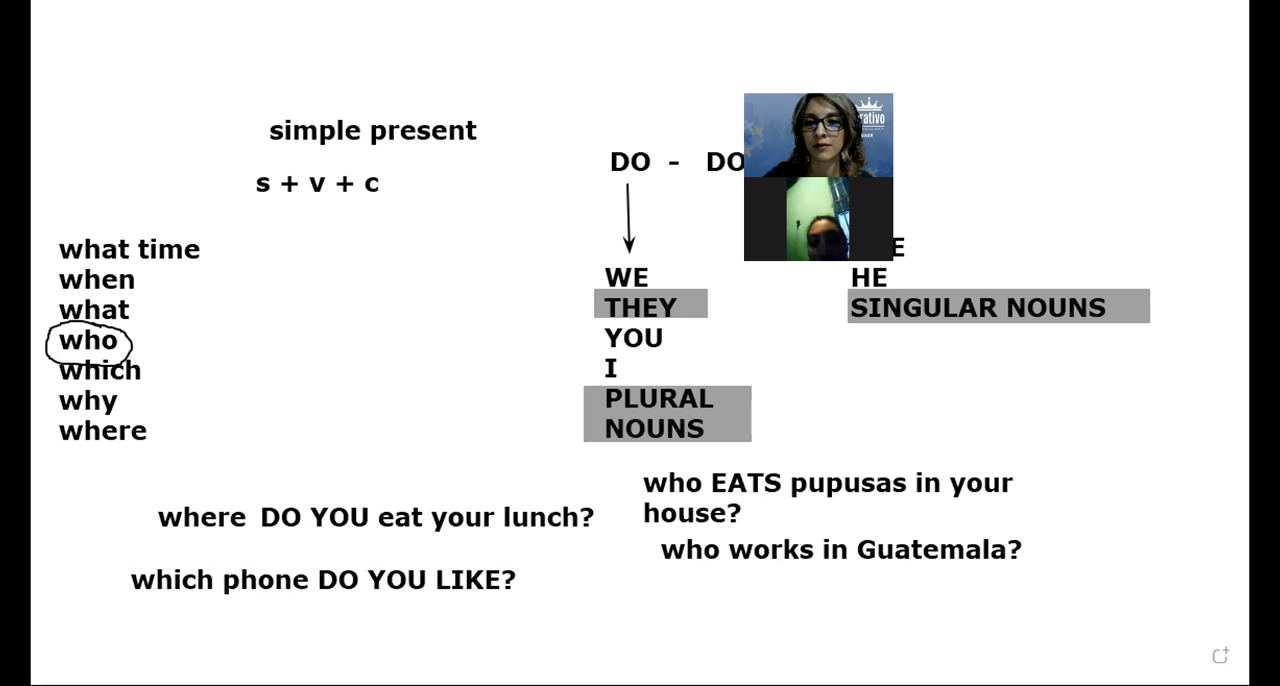 simple present
s + v + c
DO - DO
what time
when
what
who
which
why
where
WE
THEY
YOU
I
PLURAL
NOUNS
HE
SINGULAR NOUNS
who EATS pupusas in your
house?
who works in Guatemala?
where DO YOU eat your lunch?
which phone DO YOU LIKE?